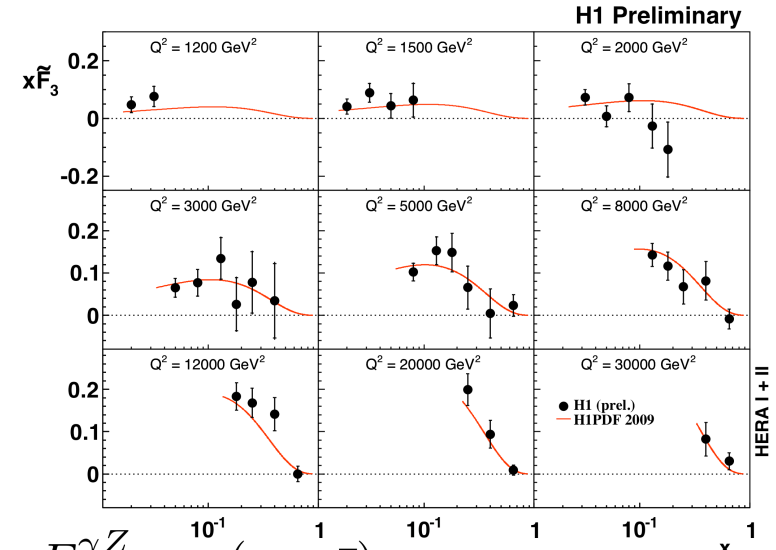 H1 Preliminary
xF̃₃
Q² = 1200 GeV²
Q² = 1500 GeV²
Q² = 2000 GeV²
0.2
0
-0.2
Q² = 3000 GeV²
Q² = 5000 GeV²
Q² = 8000 GeV²
0.2
0.1
0
Q² = 12000 GeV²
Q² = 20000 GeV²
Q² = 30000 GeV²
0.2
0.1
0
H1 (prel.)
H1PDF 2009
HERA I + II
10⁻¹ 1 10⁻¹ 1 10⁻¹ 1
x